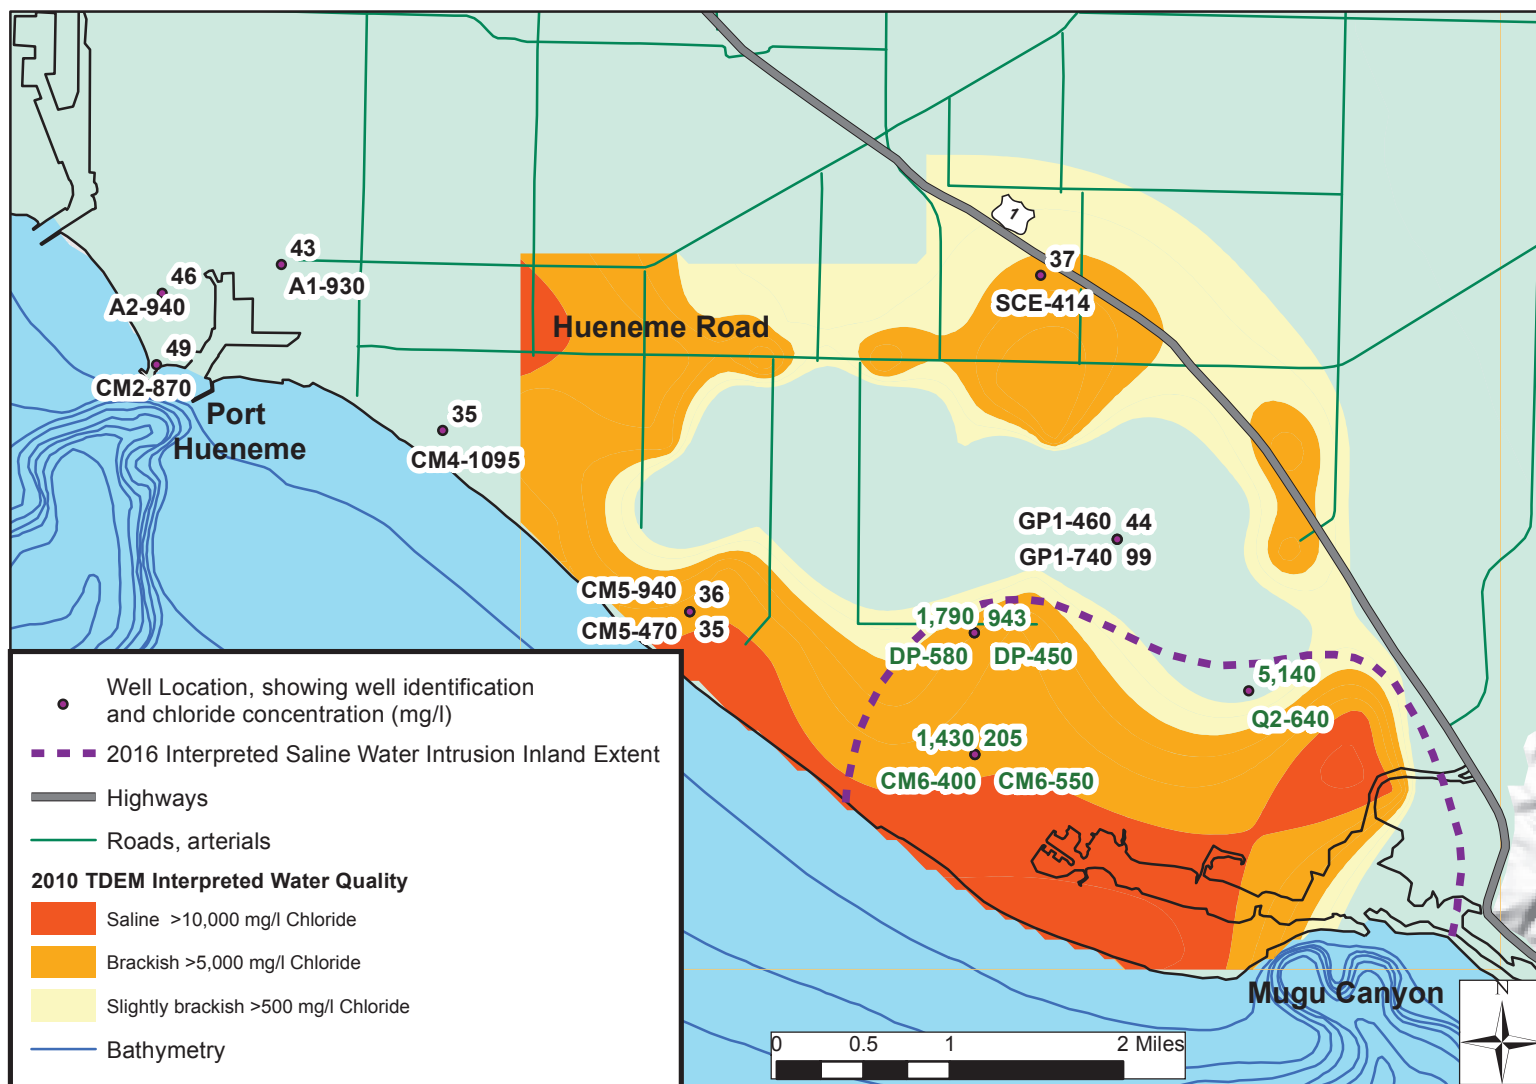 1
43
A1-930
46
A2-940
49
CM2-870
Port
Hueneme
35
CM4-1095
Hueneme Road
37
SCE-414
GP1-460 44
GP1-740 99
CM5-940 36
CM5-470 35
1,790 943
DP-580 DP-450
5,140
Q2-640
1,430 205
CM6-400 CM6-550
Mugu Canyon
Well Location, showing well identification
and chloride concentration (mg/l)
2016 Interpreted Saline Water Intrusion Inland Extent
Highways
Roads, arterials
2010 TDEM Interpreted Water Quality
Saline >10,000 mg/l Chloride
Brackish >5,000 mg/l Chloride
Slightly brackish >500 mg/l Chloride
Bathymetry
0 0.5 1 2 Miles
N